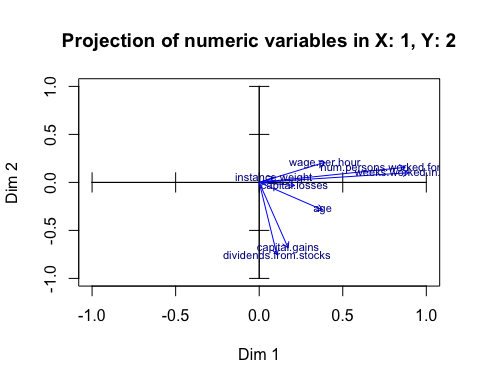 Projection of numeric variables in X: 1, Y: 2
Dim 2
1.0
0.5
0.0
-0.5
-1.0
wage.per.hour
num.persons.worked.for
weeks.worked.in.
instance.weight
capital.losses
age
capital.gains
dividends.from.stocks
-1.0 -0.5 0.0 0.5 1.0
Dim 1